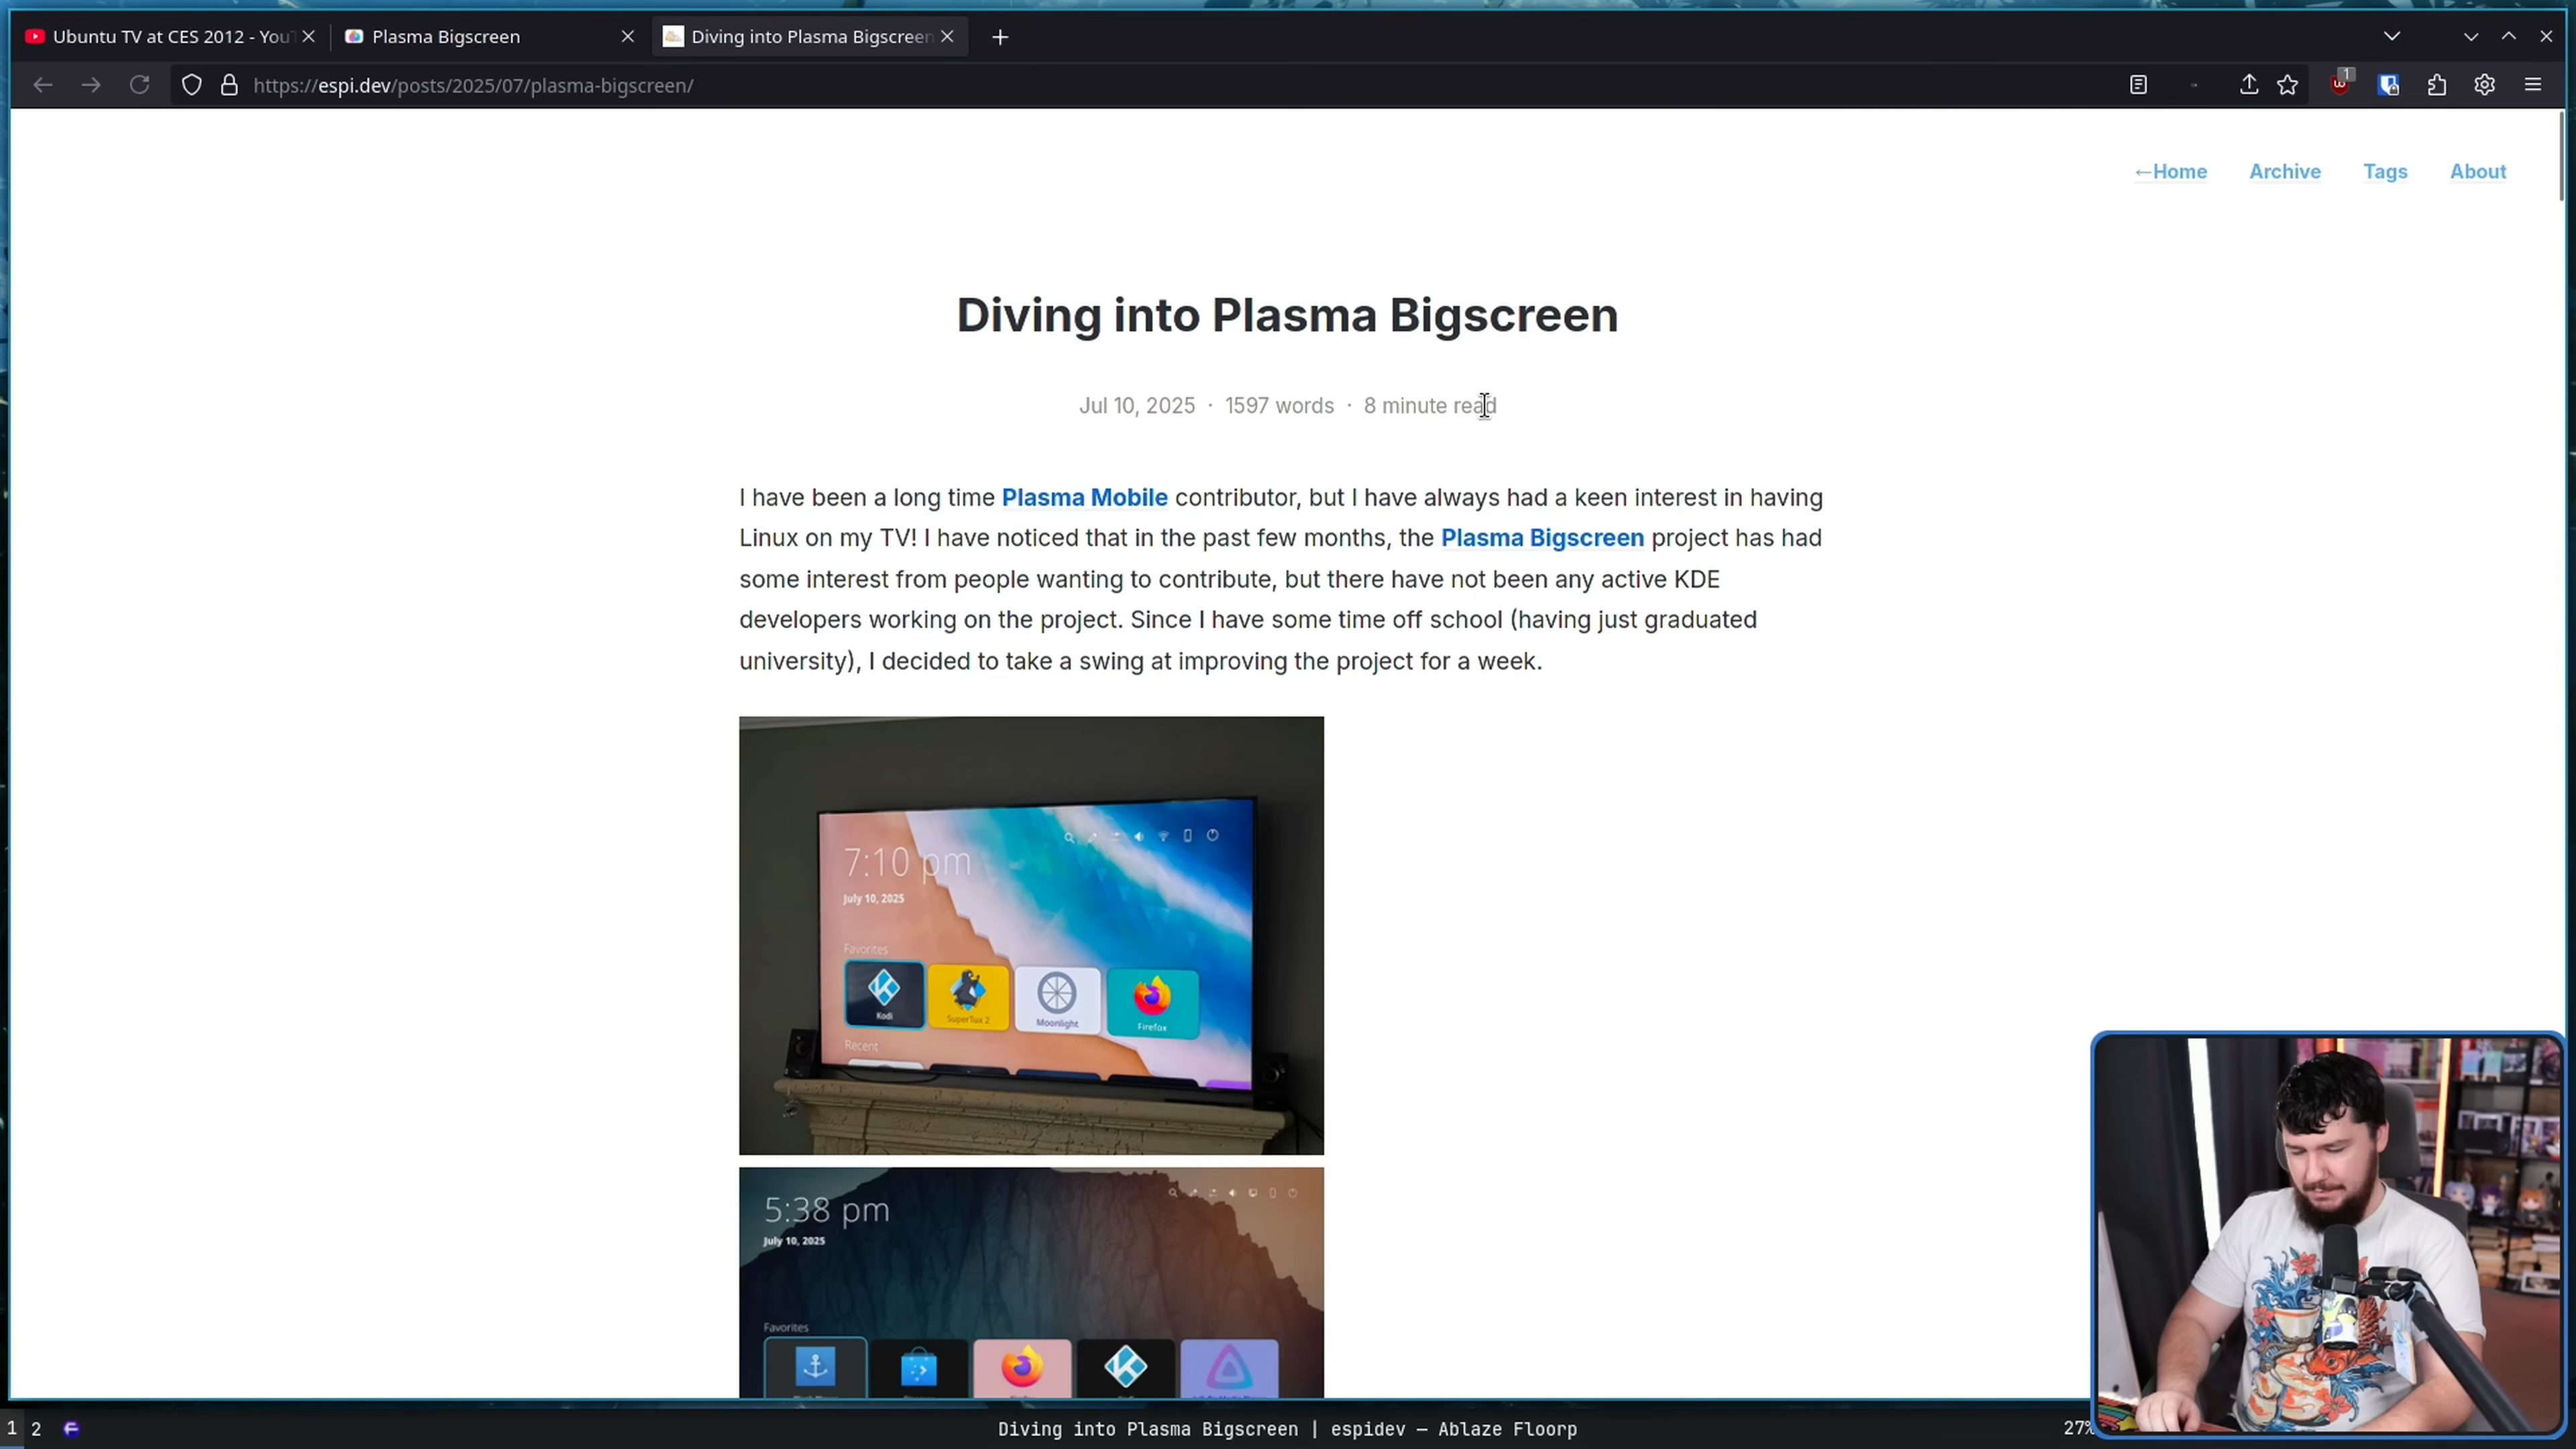 Ubuntu TV at CES 2012 - You
Plasma Bigscreen
Diving into Plasma Bigscreen
https://espi.dev/posts/2025/07/plasma-bigscreen/
1
←Home Archive Tags About
Diving into Plasma Bigscreen
Jul 10, 2025 · 1597 words · 8 minute read
I have been a long time Plasma Mobile contributor, but I have always had a keen interest in having
Linux on my TV! I have noticed that in the past few months, the Plasma Bigscreen project has had
some interest from people wanting to contribute, but there have not been any active KDE
developers working on the project. Since I have some time off school (having just graduated
university), I decided to take a swing at improving the project for a week.
7:10 pm
July 10, 2025
Favorites
Kodi SuperTux 2 Moonlight Firefox
Recent
5:38 pm
July 10, 2025
Favorites
1 2
Diving into Plasma Bigscreen | espidev — Ablaze Floorp
27%